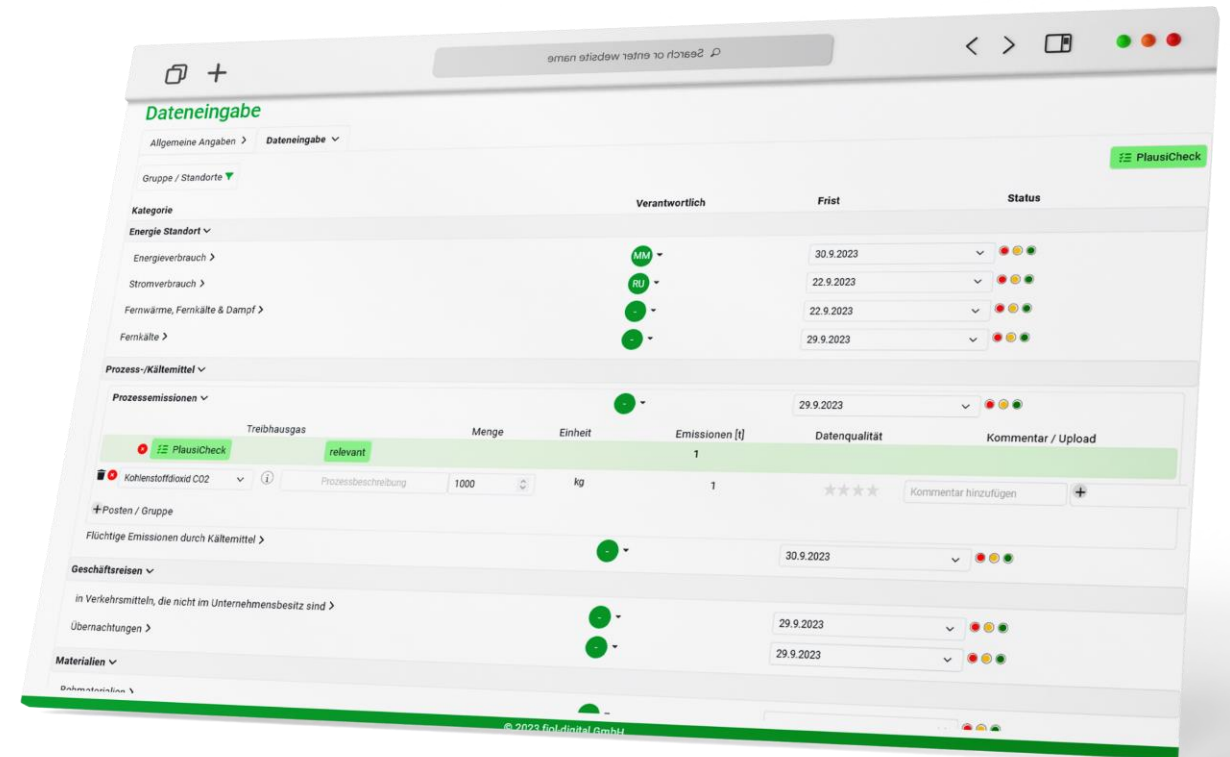 Search or enter website name
Dateneingabe
Allgemeine Angaben Dateneingabe
PlausiCheck
Gruppe / Standorte
Kategorie Verantwortlich Frist Status
Energie Standort
Energieverbrauch MM 30.9.2023
Stromverbrauch RU 22.9.2023
Fernwärme, Fernkälte & Dampf - 22.9.2023
Fernkälte - 29.9.2023
Prozess-/Kältemittel
Prozessemissionen - 29.9.2023
Treibhausgas Menge Einheit Emissionen [t] Datenqualität Kommentar / Upload
PlausiCheck relevant 1
Kohlenstoffdioxid CO2 Prozessbeschreibung 1000 kg 1 Kommentar hinzufügen +
+Posten / Gruppe
Flüchtige Emissionen durch Kältemittel - 30.9.2023
Geschäftsreisen
in Verkehrsmitteln, die nicht im Unternehmensbesitz sind - 29.9.2023
Übernachtungen - 29.9.2023
Materialien
Rohmaterialien
© 2023 fjol-digital GmbH